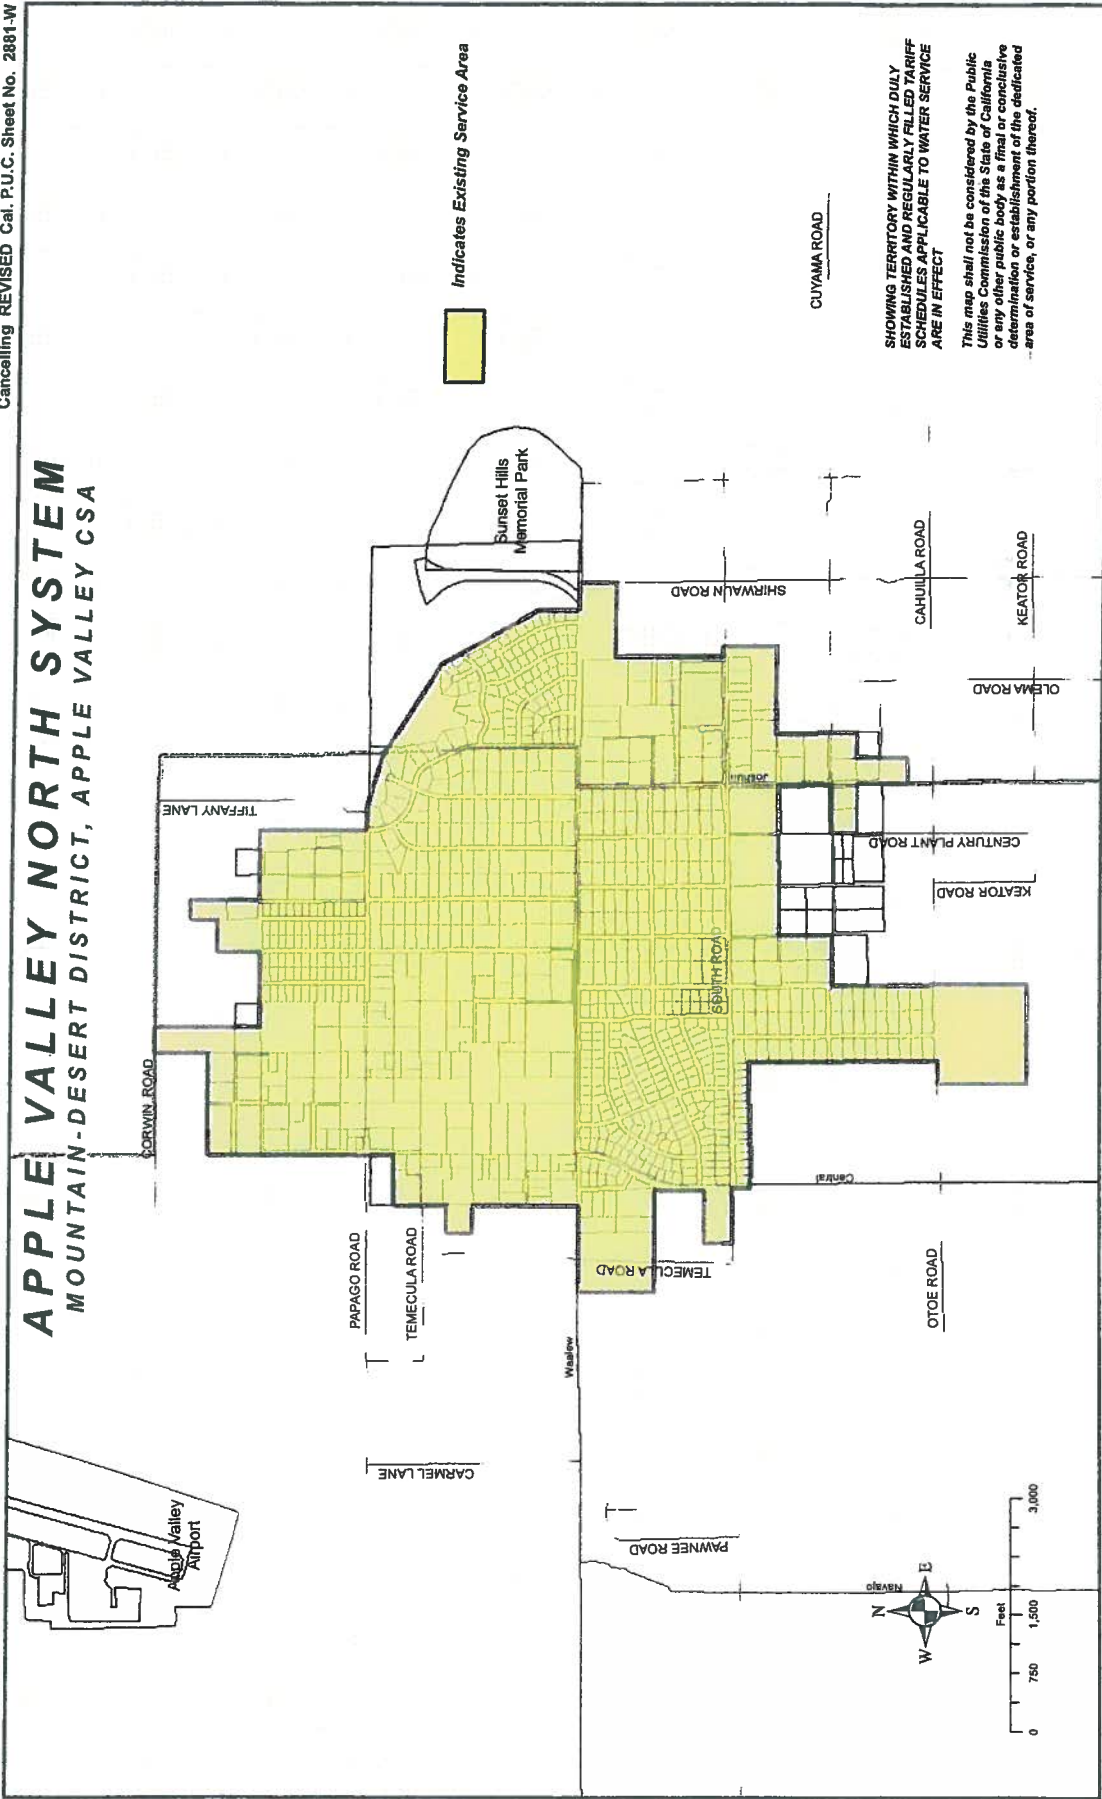 Cancelling REVISED Cal. P.U.C. Sheet No. 2881-W
APPLE VALLEY NORTH SYSTEM
MOUNTAIN-DESERT DISTRICT, APPLE VALLEY CSA
Indicates Existing Service Area
Apple Valley
Airport
CORWIN ROAD
TIFFANY LANE
Sunset Hills
Memorial Park
PAPAGO ROAD
TEMECULA ROAD
CARMEL LANE
Waalew
TEMECULA ROAD
PAWNEE ROAD
SHIRWAUN ROAD
SOUTH ROAD
Central
Navajo
CENTURY PLANT ROAD
KEATOR ROAD
OTOE ROAD
CAHUILLA ROAD
OLEMA ROAD
KEATOR ROAD
CUYAMA ROAD
SHOWING TERRITORY WITHIN WHICH DULY
ESTABLISHED AND REGULARLY FILLED TARIFF
SCHEDULES APPLICABLE TO WATER SERVICE
ARE IN EFFECT
This map shall not be considered by the Public
Utilities Commission of the State of California
or any other public body as a final or conclusive
determination or establishment of the dedicated
area of service, or any portion thereof.
N
W
E
S
Feet
0 750 1,500 3,000